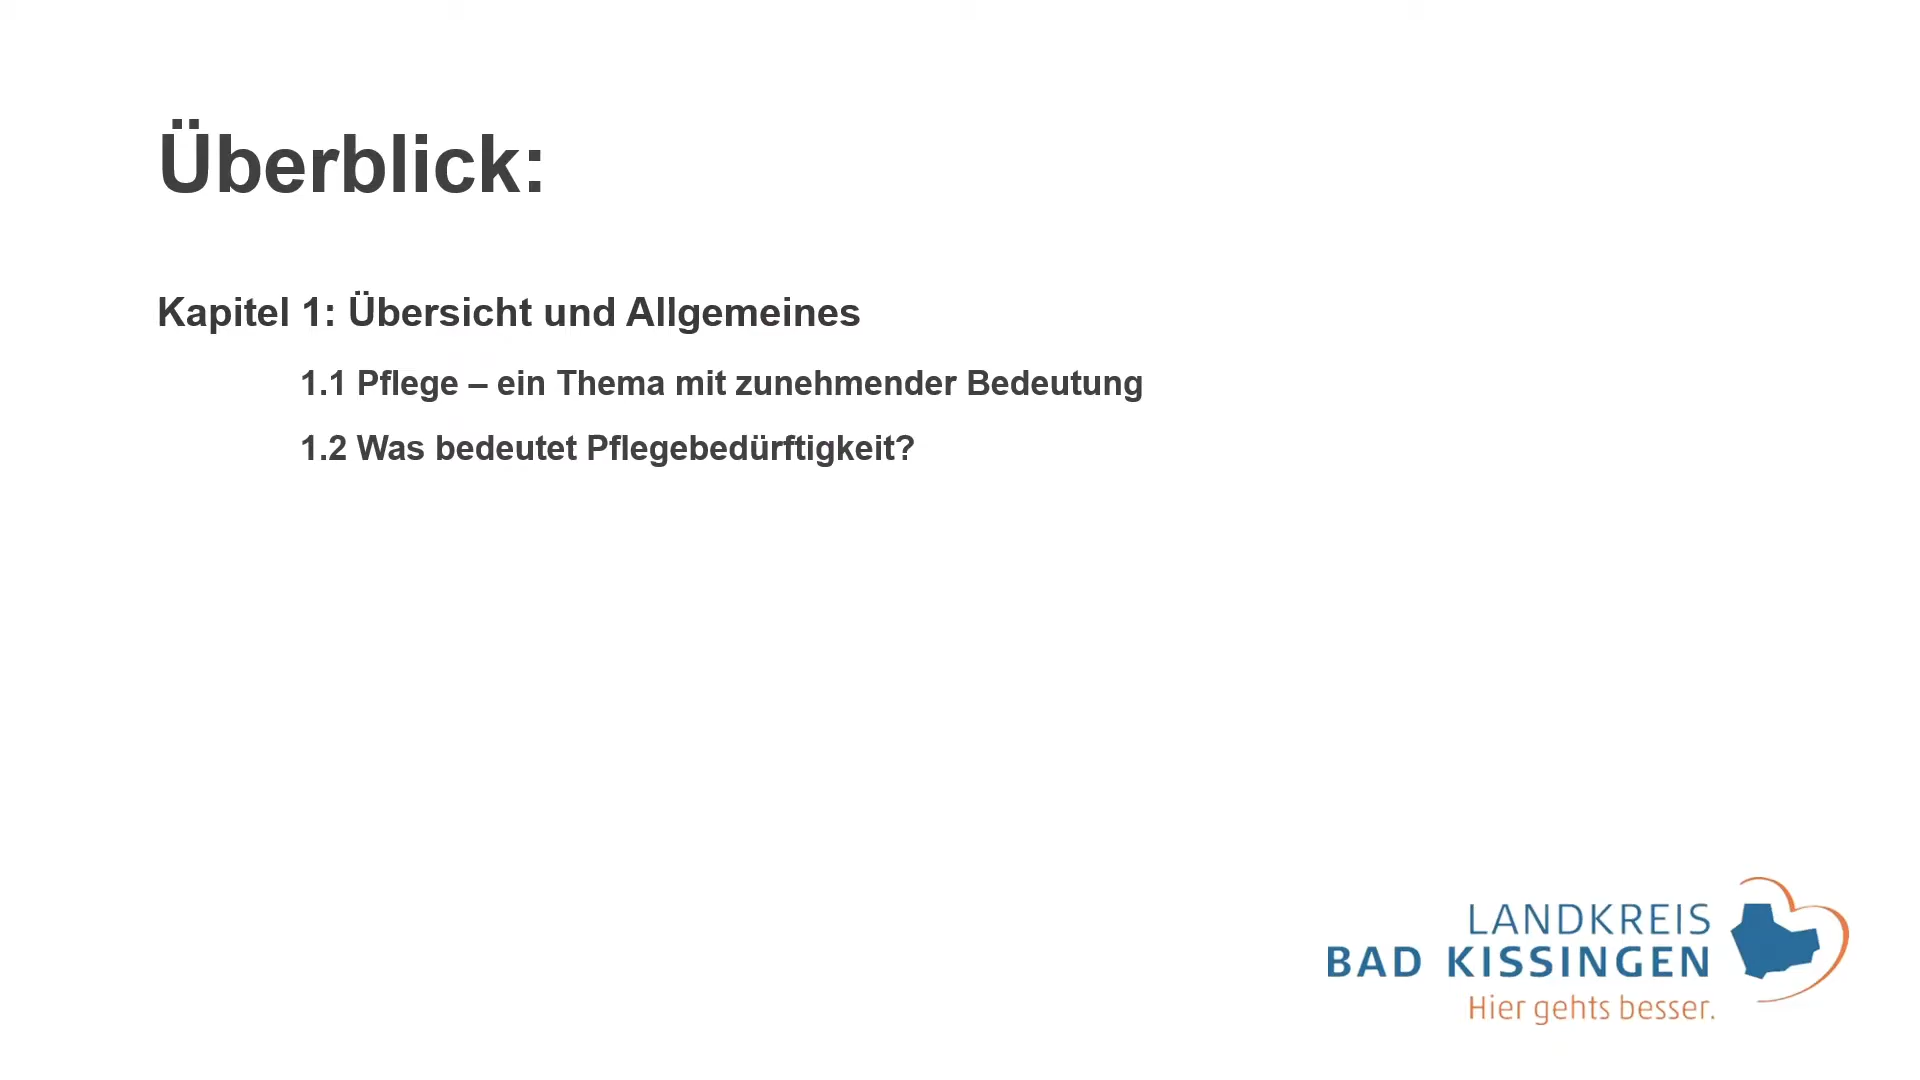 Überblick:
Kapitel 1: Übersicht und Allgemeines
1.1 Pflege – ein Thema mit zunehmender Bedeutung
1.2 Was bedeutet Pflegebedürftigkeit?
LANDKREIS
BAD KISSINGEN
Hier gehts besser.